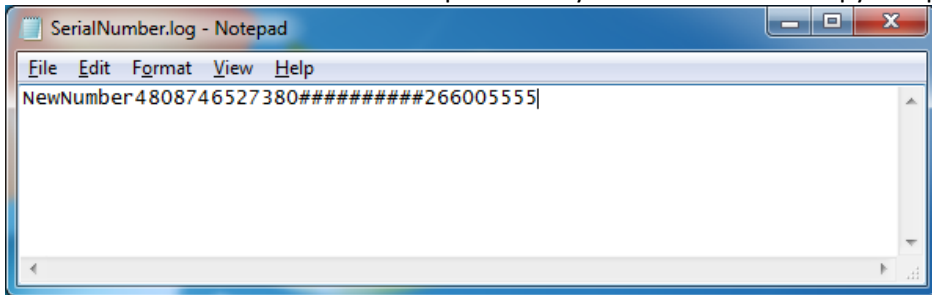 SerialNumber.log - Notepad
File Edit Format View Help
NewNumber4808746527380##########266005555